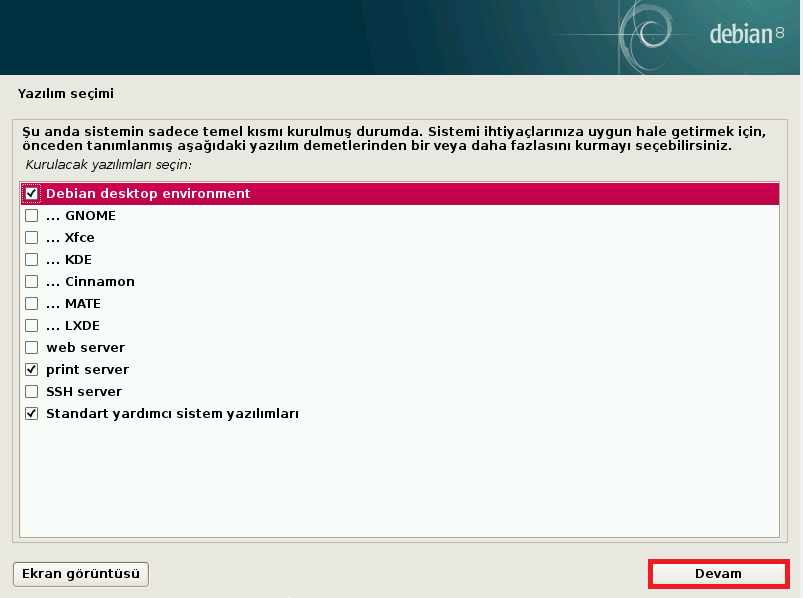 debian 8
Yazılım seçimi
Şu anda sistemin sadece temel kısmı kurulmuş durumda. Sistemi ihtiyaçlarınıza uygun hale getirmek için,
önceden tanımlanmış aşağıdaki yazılım demetlerinden bir veya daha fazlasını kurmayı seçebilirsiniz.
Kurulacak yazılımları seçin:
Debian desktop environment
... GNOME
... Xfce
... KDE
... Cinnamon
... MATE
... LXDE
web server
print server
SSH server
Standart yardımcı sistem yazılımları
Ekran görüntüsü
Devam